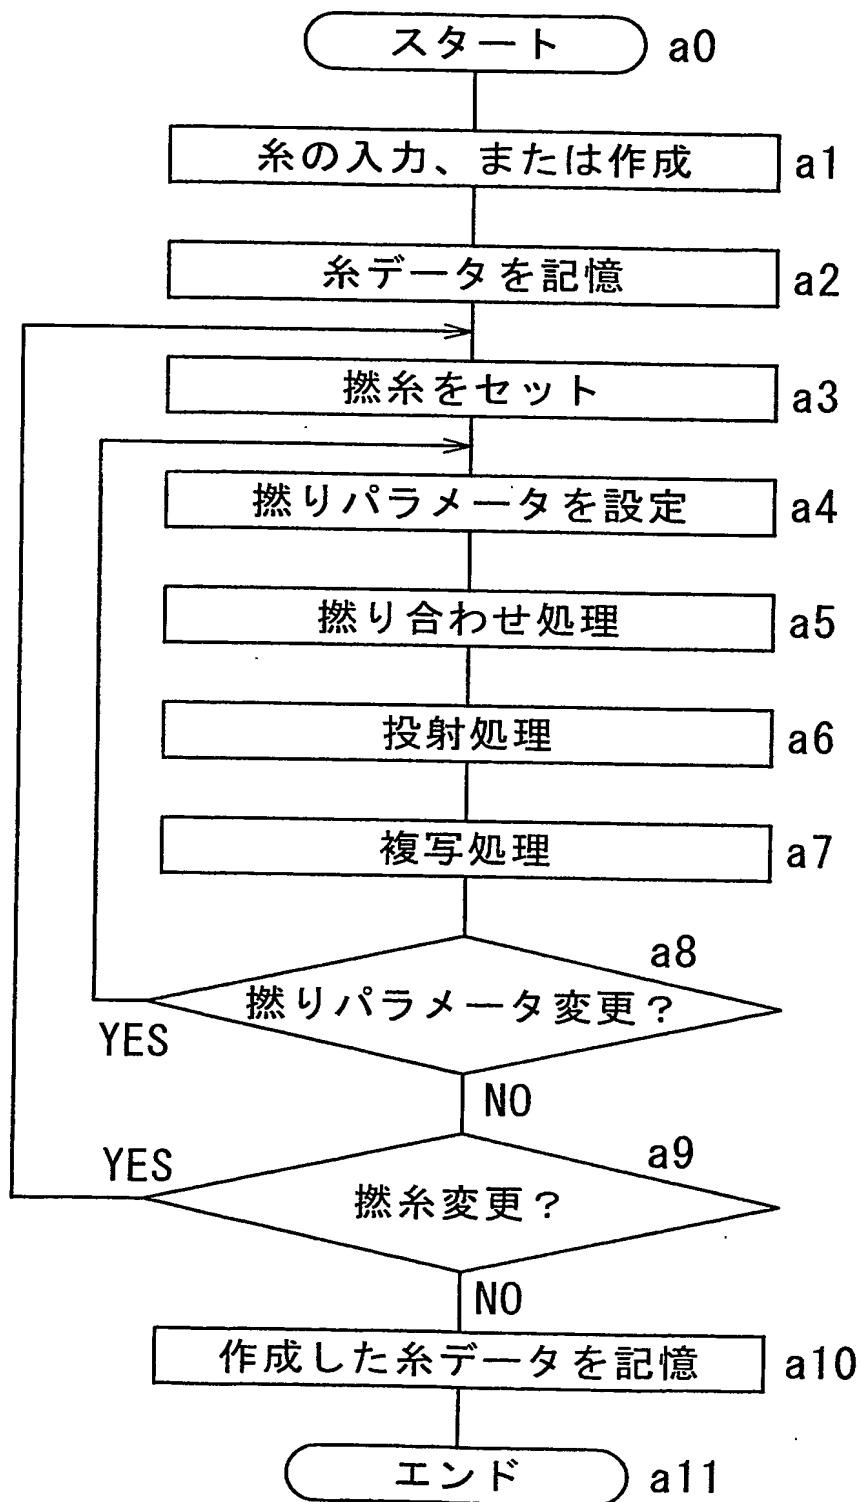 スタート a0
糸の入力、または作成 a1
糸データを記憶 a2
撚糸をセット a3
撚りパラメータを設定 a4
撚り合わせ処理 a5
投射処理 a6
複写処理 a7
a8
撚りパラメータ変更？
YES
NO
YES
a9
撚糸変更？
NO
作成した糸データを記憶 a10
エンド a11